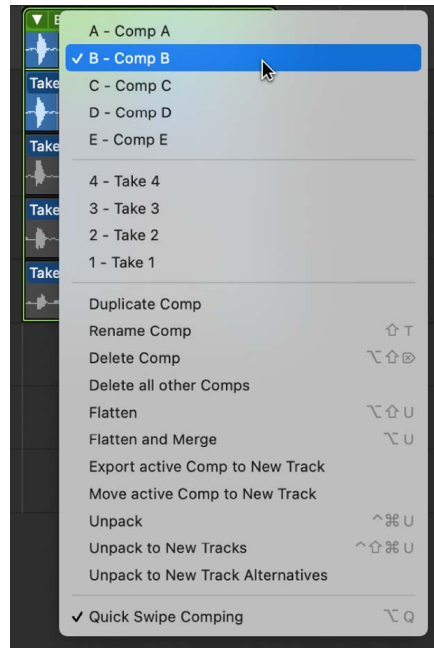 ▼ B
A - Comp A
✓ B - Comp B
C - Comp C
D - Comp D
E - Comp E
Take
Take
Take
Take
4 - Take 4
3 - Take 3
2 - Take 2
1 - Take 1
Duplicate Comp
Rename Comp ⇧ T
Delete Comp ⌥⇧⌦
Delete all other Comps
Flatten ⌥⇧ U
Flatten and Merge ⌥ U
Export active Comp to New Track
Move active Comp to New Track
Unpack ^⌘ U
Unpack to New Tracks ^⇧⌘ U
Unpack to New Track Alternatives
✓ Quick Swipe Comping ⌥ Q